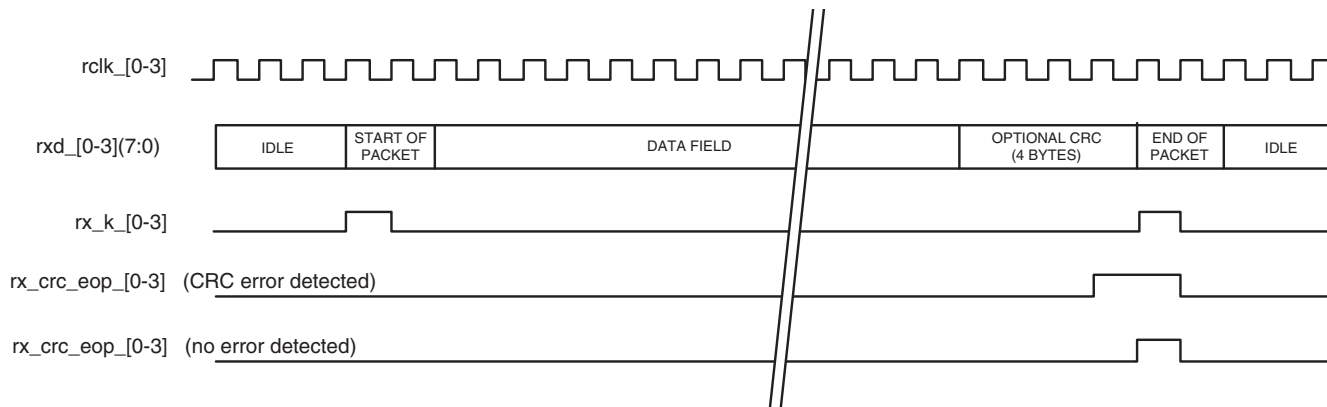 rclk_[0-3]
rxd_[0-3](7:0)
IDLE
START OF
PACKET
DATA FIELD
OPTIONAL CRC
(4 BYTES)
END OF
PACKET
IDLE
rx_k_[0-3]
rx_crc_eop_[0-3] (CRC error detected)
rx_crc_eop_[0-3] (no error detected)